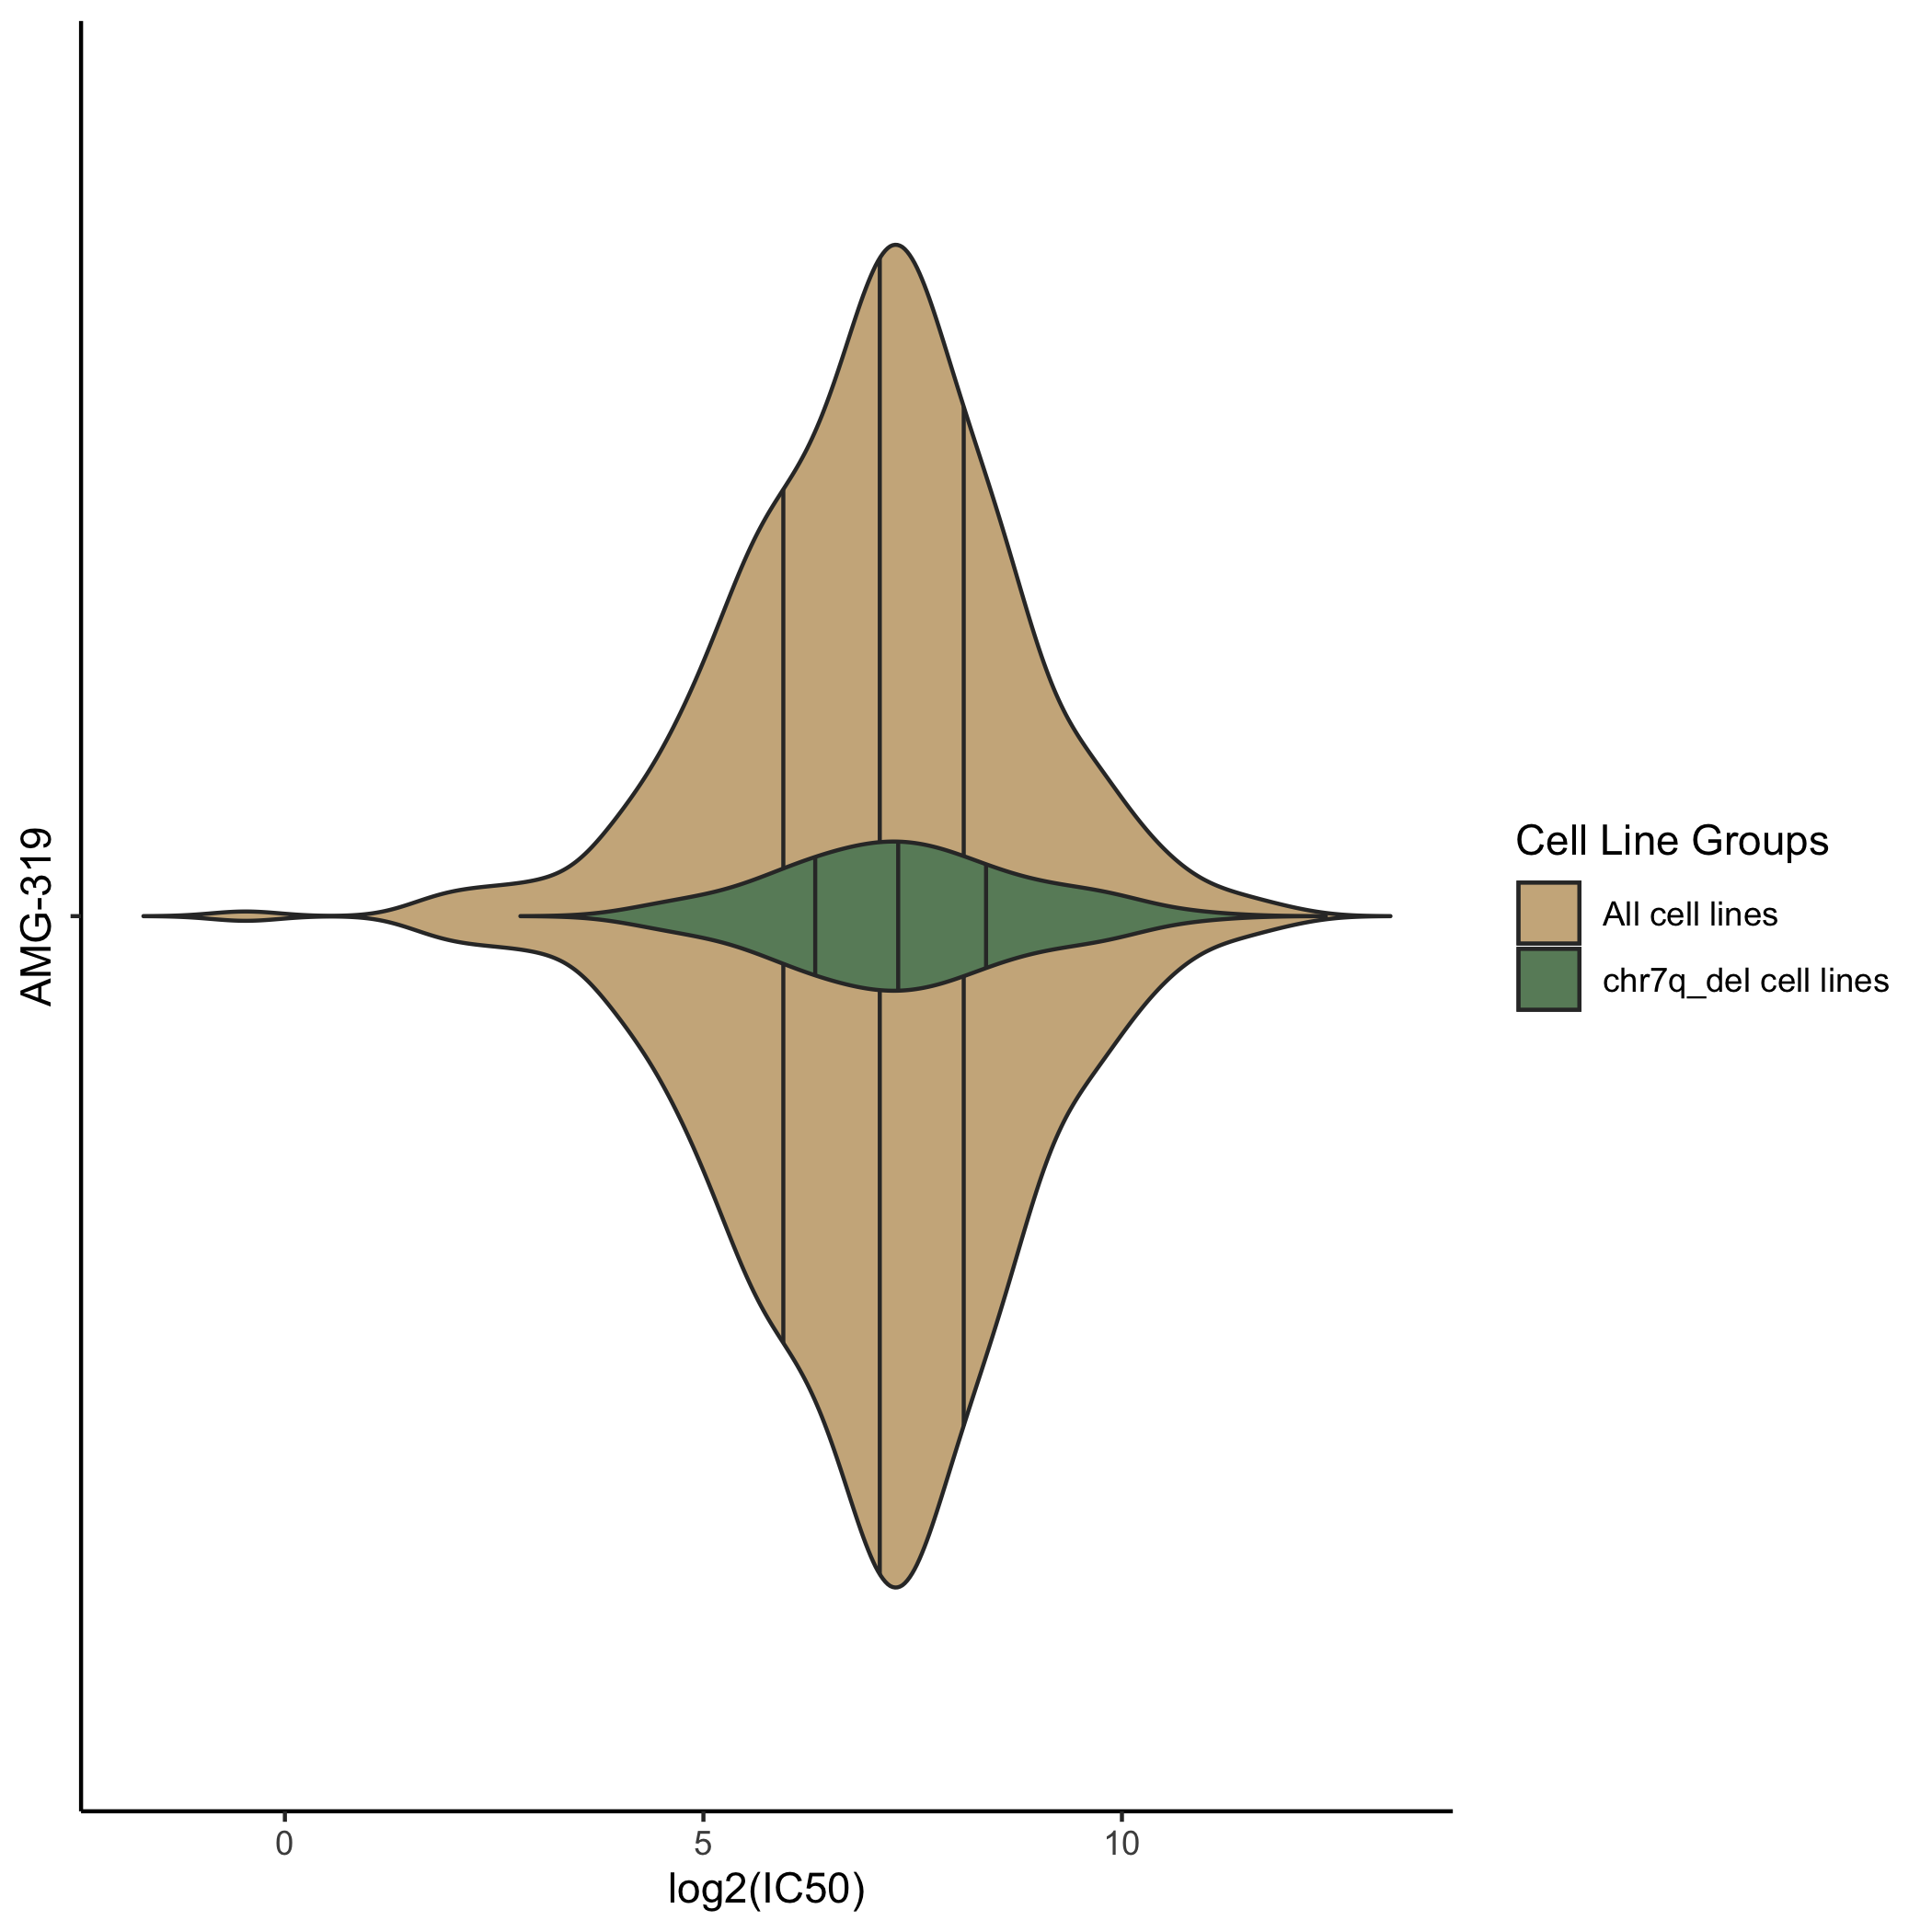 AMG-319
0
5
10
log2(IC50)
Cell Line Groups
All cell lines
chr7q_del cell lines